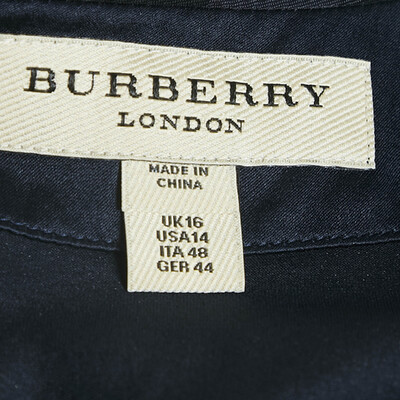 BURBERRY
LONDON
MADE IN
CHINA
UK16
USA14
ITA 48
GER 44